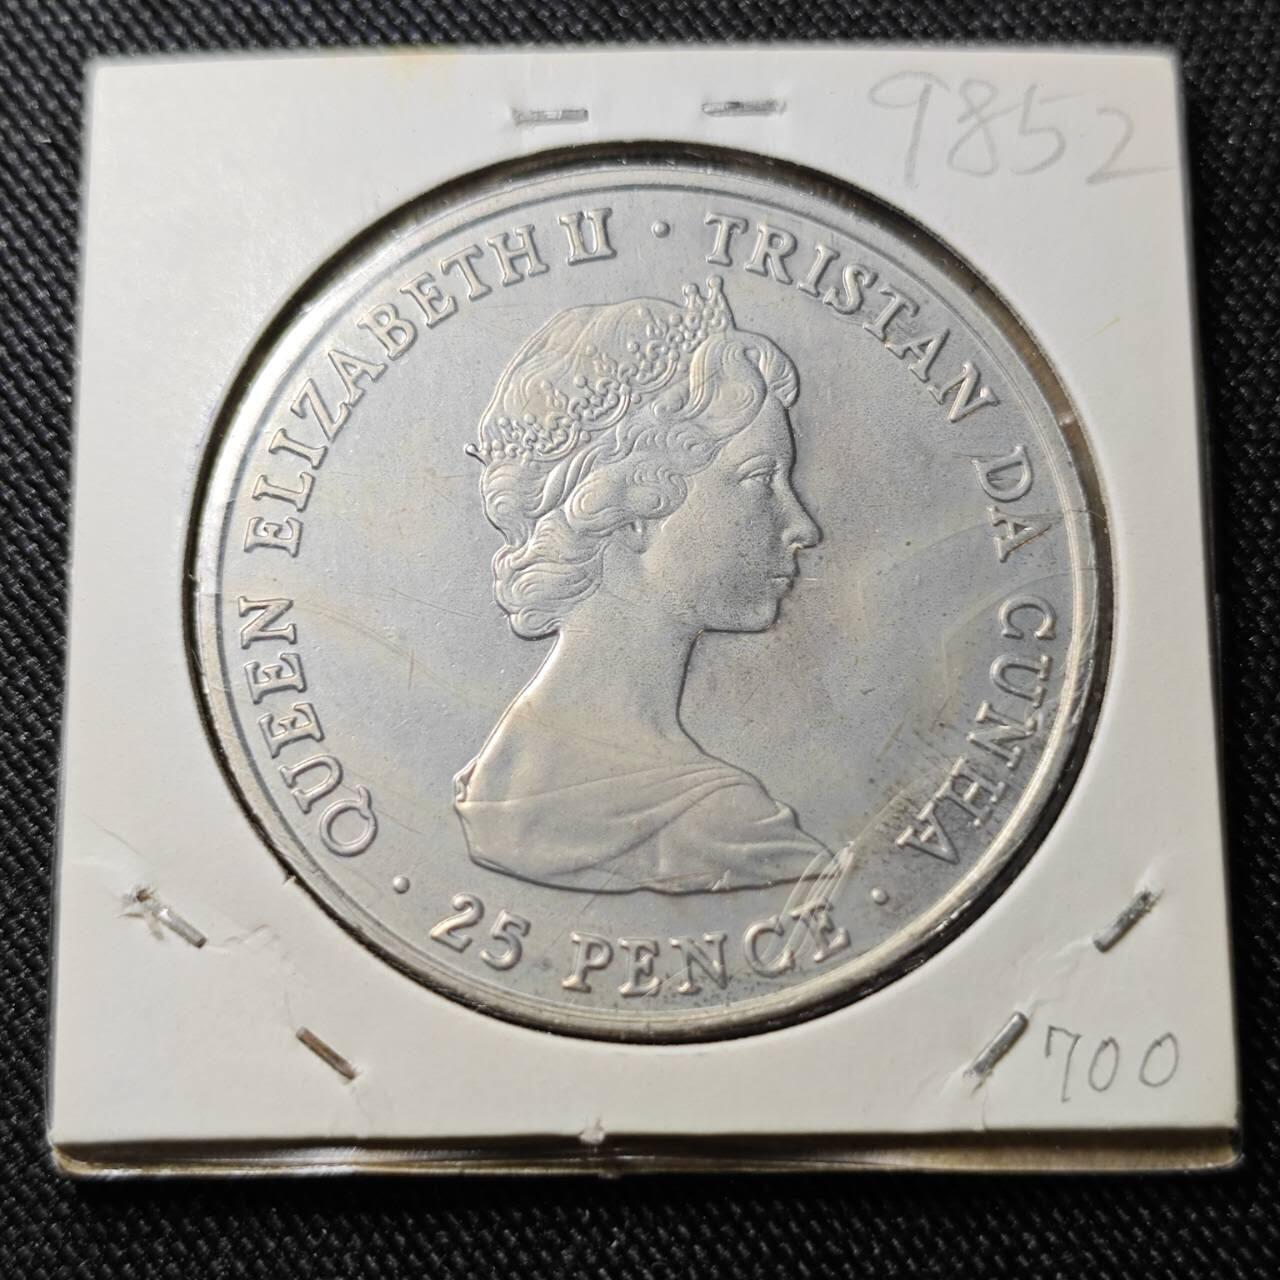 9852
QUEEN ELIZABETH II · TRISTAN DA CUNHA
· 25 PENCE ·
700